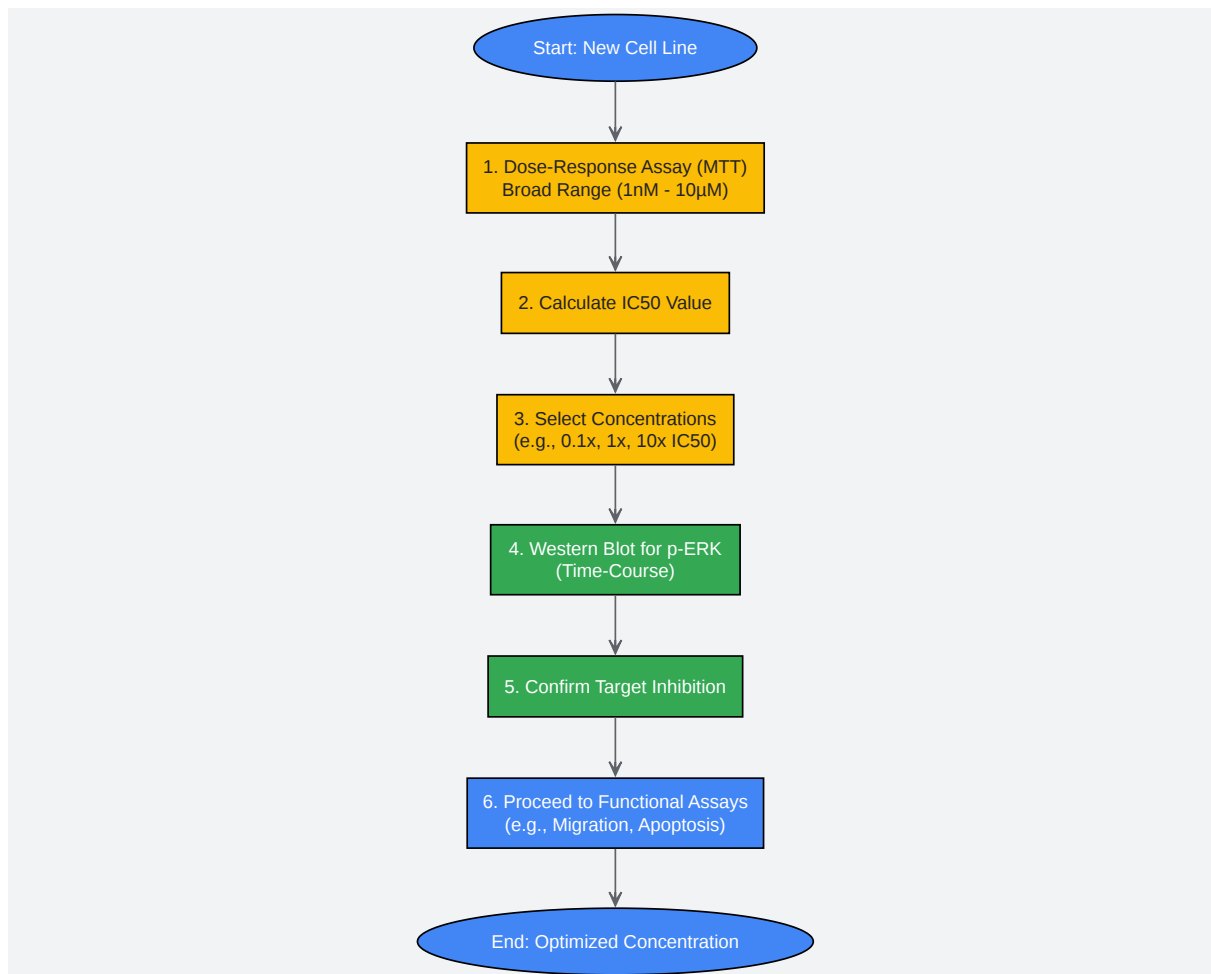 Start: New Cell Line
1. Dose-Response Assay (MTT)
Broad Range (1nM - 10µM)
2. Calculate IC50 Value
3. Select Concentrations
(e.g., 0.1x, 1x, 10x IC50)
4. Western Blot for p-ERK
(Time-Course)
5. Confirm Target Inhibition
6. Proceed to Functional Assays
(e.g., Migration, Apoptosis)
End: Optimized Concentration